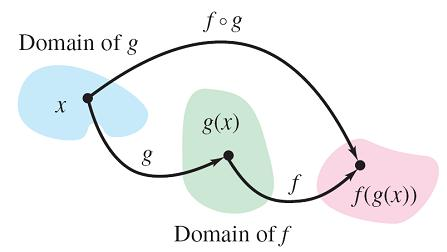 f ∘ g
Domain of g
x
g(x)
g
f
f(g(x))
Domain of f